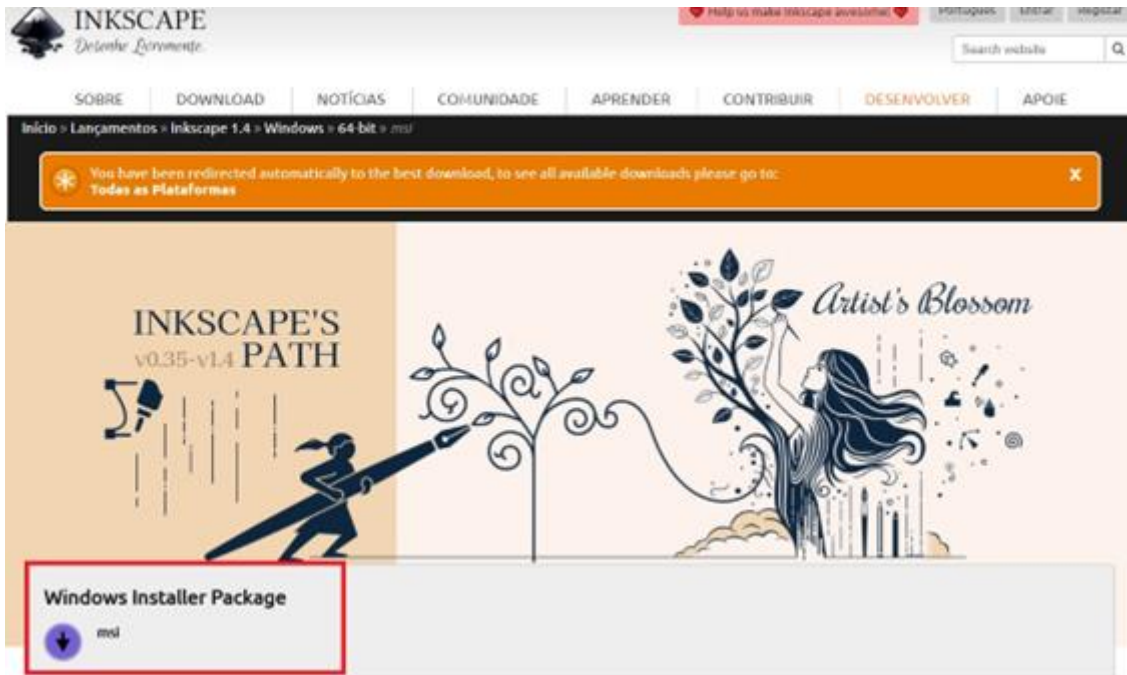 INKSCAPE
Desenhe Livremente.
Help us make Inkscape awesome!
Português Entrar Registar
Search website
SOBRE DOWNLOAD NOTÍCIAS COMUNIDADE APRENDER CONTRIBUIR DESENVOLVER APOIE
Início » Lançamentos » Inkscape 1.4 » Windows » 64-bit » msi
You have been redirected automatically to the best download, to see all available downloads please go to:
Todas as Plataformas
X
INKSCAPE'S
v0.35-v1.4 PATH
Artist's Blossom
Windows Installer Package
msi